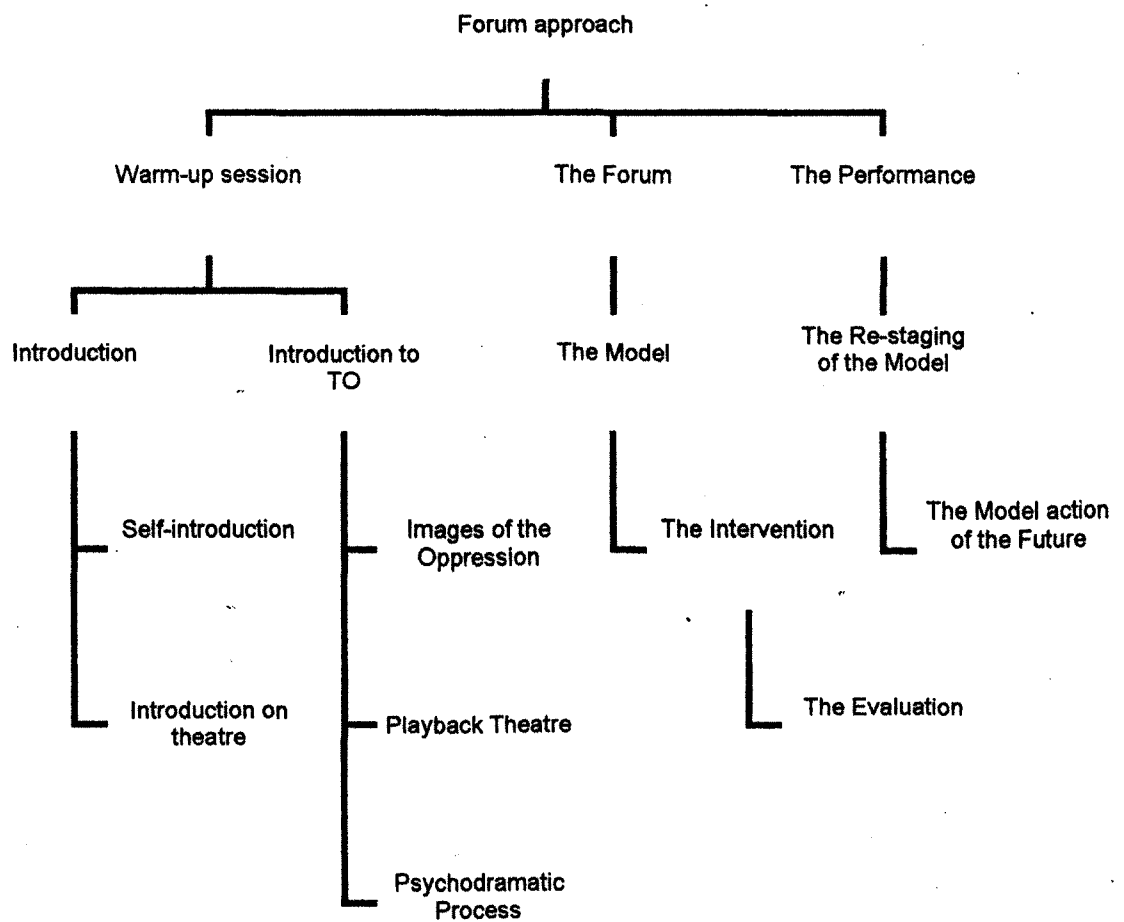 Forum approach
Warm-up session
The Forum
The Performance
Introduction
Introduction to
TO
The Model
The Re-staging
of the Model
Self-introduction
Images of the
Oppression
The Intervention
The Model action
of the Future
Introduction on
theatre
Playback Theatre
The Evaluation
Psychodramatic
Process